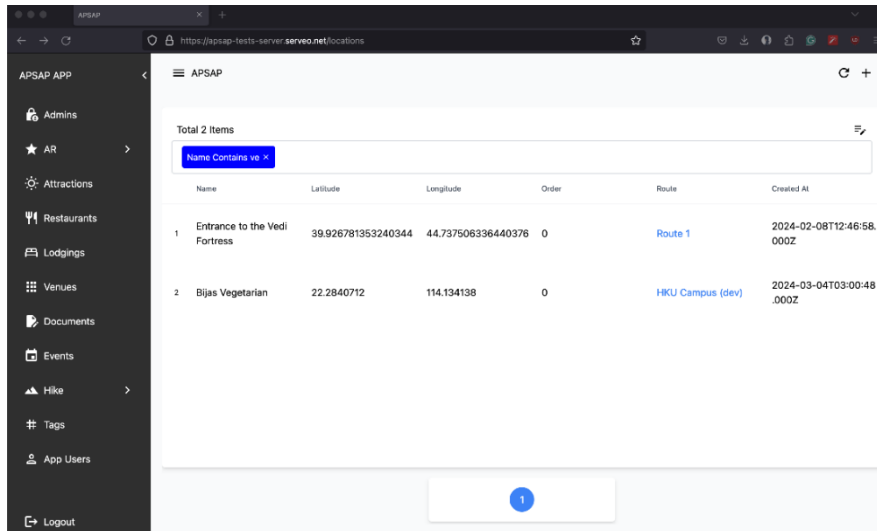 APSAP
https://apsap-tests-server.serveo.net/locations
APSAP APP
APSAP
Admins
AR
Attractions
Restaurants
Lodgings
Venues
Documents
Events
Hike
Tags
App Users
Logout
Total 2 Items
Name Contains ve ×
Name Latitude Longitude Order Route Created At
1 Entrance to the Vedi Fortress 39.926781353240344 44.737506336440376 0 Route 1 2024-02-08T12:46:58.000Z
2 Bijas Vegetarian 22.2840712 114.134138 0 HKU Campus (dev) 2024-03-04T03:00:48.000Z
1